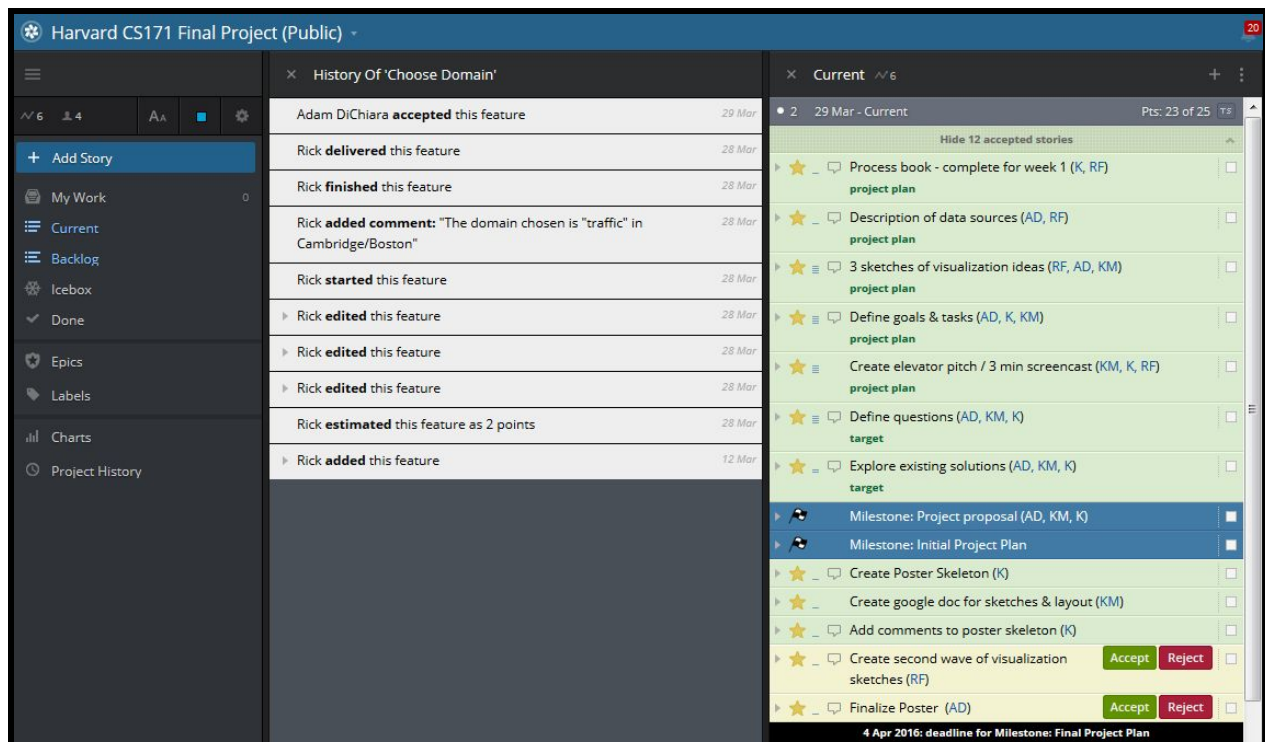 Harvard CS171 Final Project (Public)
20
6
4
AA
+ Add Story
My Work 0
Current
Backlog
Icebox
Done
Epics
Labels
Charts
Project History
× History Of 'Choose Domain'
Adam DiChiara accepted this feature 29 Mar
Rick delivered this feature 28 Mar
Rick finished this feature 28 Mar
Rick added comment: "The domain chosen is "traffic" in 28 Mar
Cambridge/Boston"
Rick started this feature 28 Mar
Rick edited this feature 28 Mar
Rick edited this feature 28 Mar
Rick edited this feature 28 Mar
Rick estimated this feature as 2 points 28 Mar
Rick added this feature 12 Mar
× Current 6 +
2 29 Mar - Current Pts: 23 of 25 TS
Hide 12 accepted stories
Process book - complete for week 1 (K, RF)
project plan
Description of data sources (AD, RF)
project plan
3 sketches of visualization ideas (RF, AD, KM)
project plan
Define goals & tasks (AD, K, KM)
project plan
Create elevator pitch / 3 min screencast (KM, K, RF)
project plan
Define questions (AD, KM, K)
target
Explore existing solutions (AD, KM, K)
target
Milestone: Project proposal (AD, KM, K)
Milestone: Initial Project Plan
Create Poster Skeleton (K)
Create google doc for sketches & layout (KM)
Add comments to poster skeleton (K)
Create second wave of visualization Accept Reject
sketches (RF)
Finalize Poster (AD) Accept Reject
4 Apr 2016: deadline for Milestone: Final Project Plan